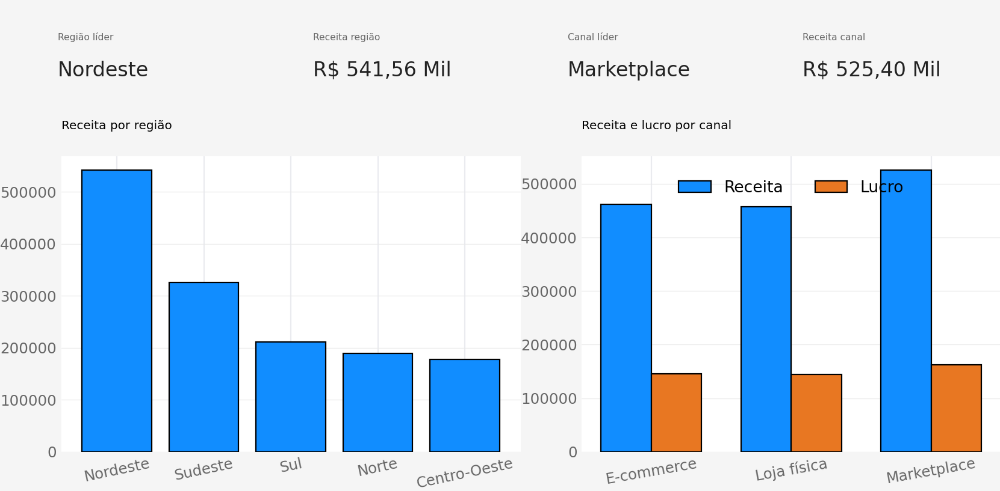 Região líder
Nordeste
Receita região
R$ 541,56 Mil
Canal líder
Marketplace
Receita canal
R$ 525,40 Mil
Receita por região
500000
400000
300000
200000
100000
0
Nordeste
Sudeste
Sul
Norte
Centro-Oeste
Receita e lucro por canal
Receita
Lucro
500000
400000
300000
200000
100000
0
E-commerce
Loja física
Marketplace